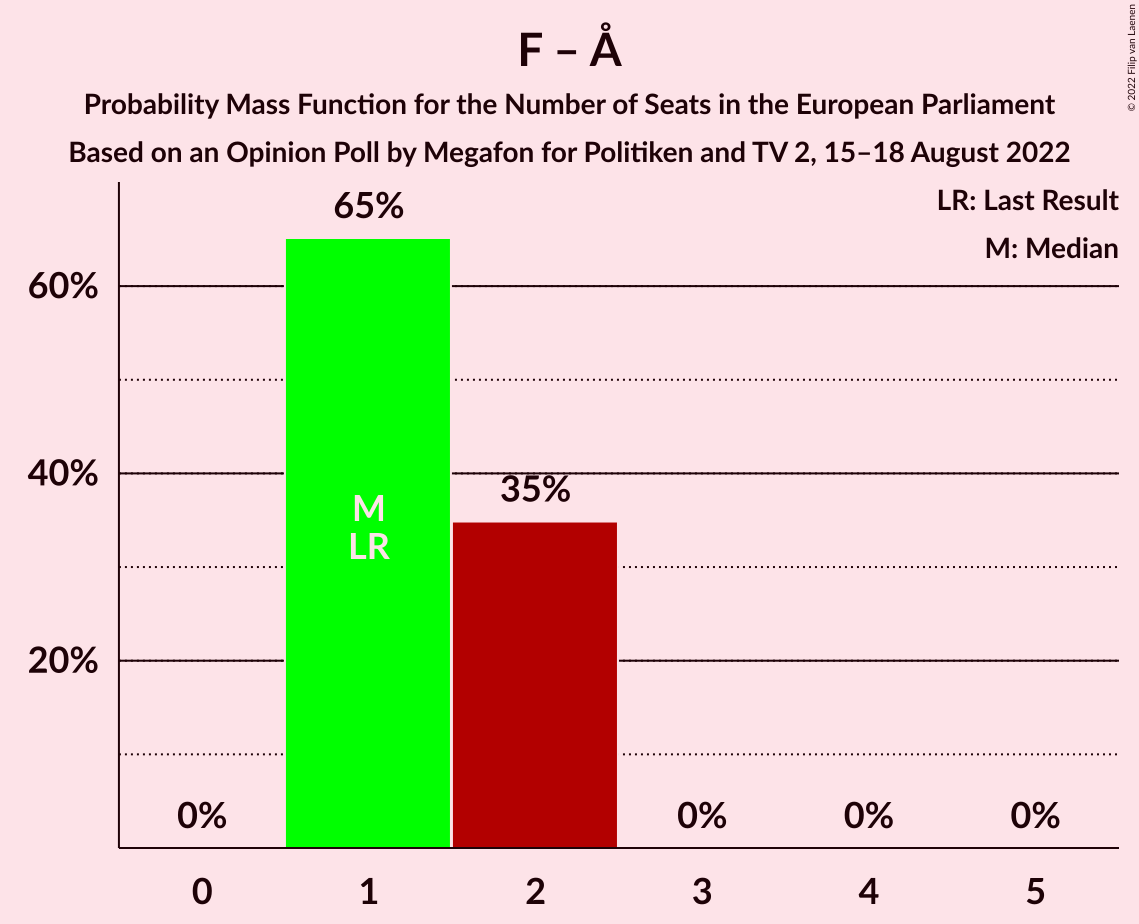 F – Å
Probability Mass Function for the Number of Seats in the European Parliament
Based on an Opinion Poll by Megafon for Politiken and TV 2, 15–18 August 2022
© 2022 Filip van Laenen
LR: Last Result
M: Median
65%
60%
40%
35%
M
LR
20%
0%
0%
0%
0%
0
1
2
3
4
5